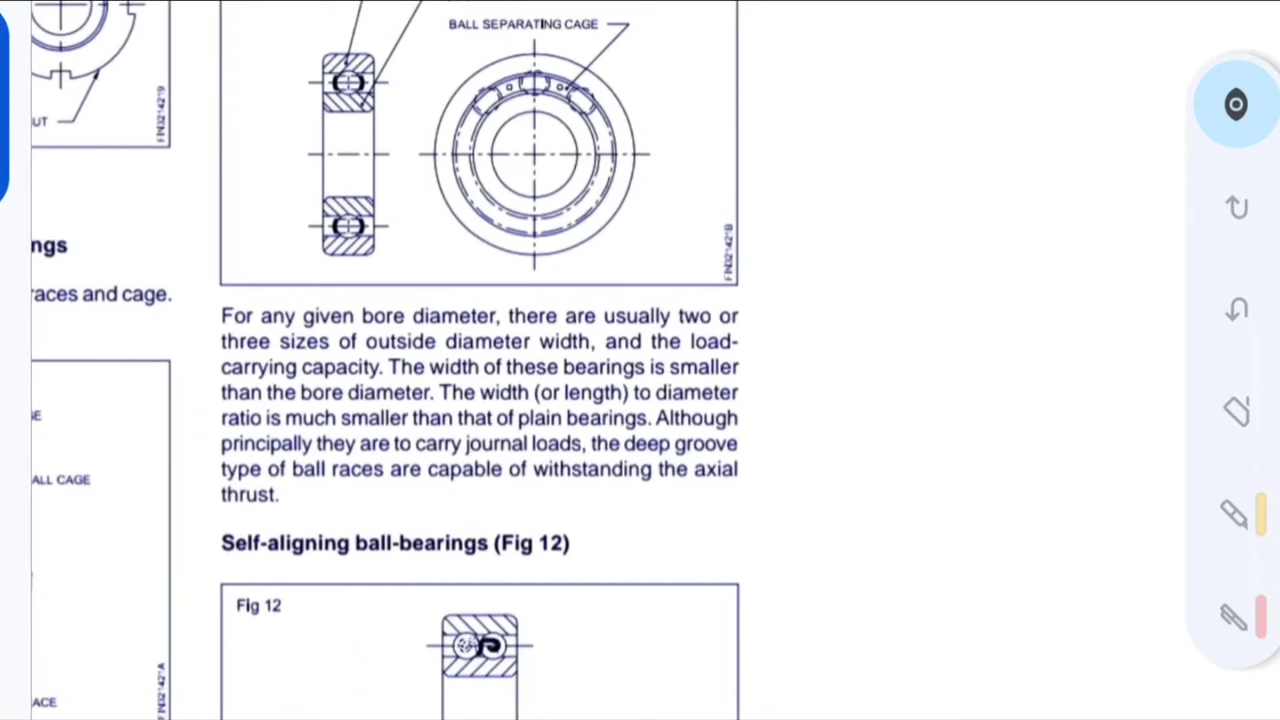 BALL SEPARATING CAGE
UT
FIN3214219
FIN321421B
ngs
races and cage.
For any given bore diameter, there are usually two or
three sizes of outside diameter width, and the load-
carrying capacity. The width of these bearings is smaller
than the bore diameter. The width (or length) to diameter
ratio is much smaller than that of plain bearings. Although
principally they are to carry journal loads, the deep groove
type of ball races are capable of withstanding the axial
thrust.
ALL CAGE
Self-aligning ball-bearings (Fig 12)
Fig 12
FIN321421A
ACE